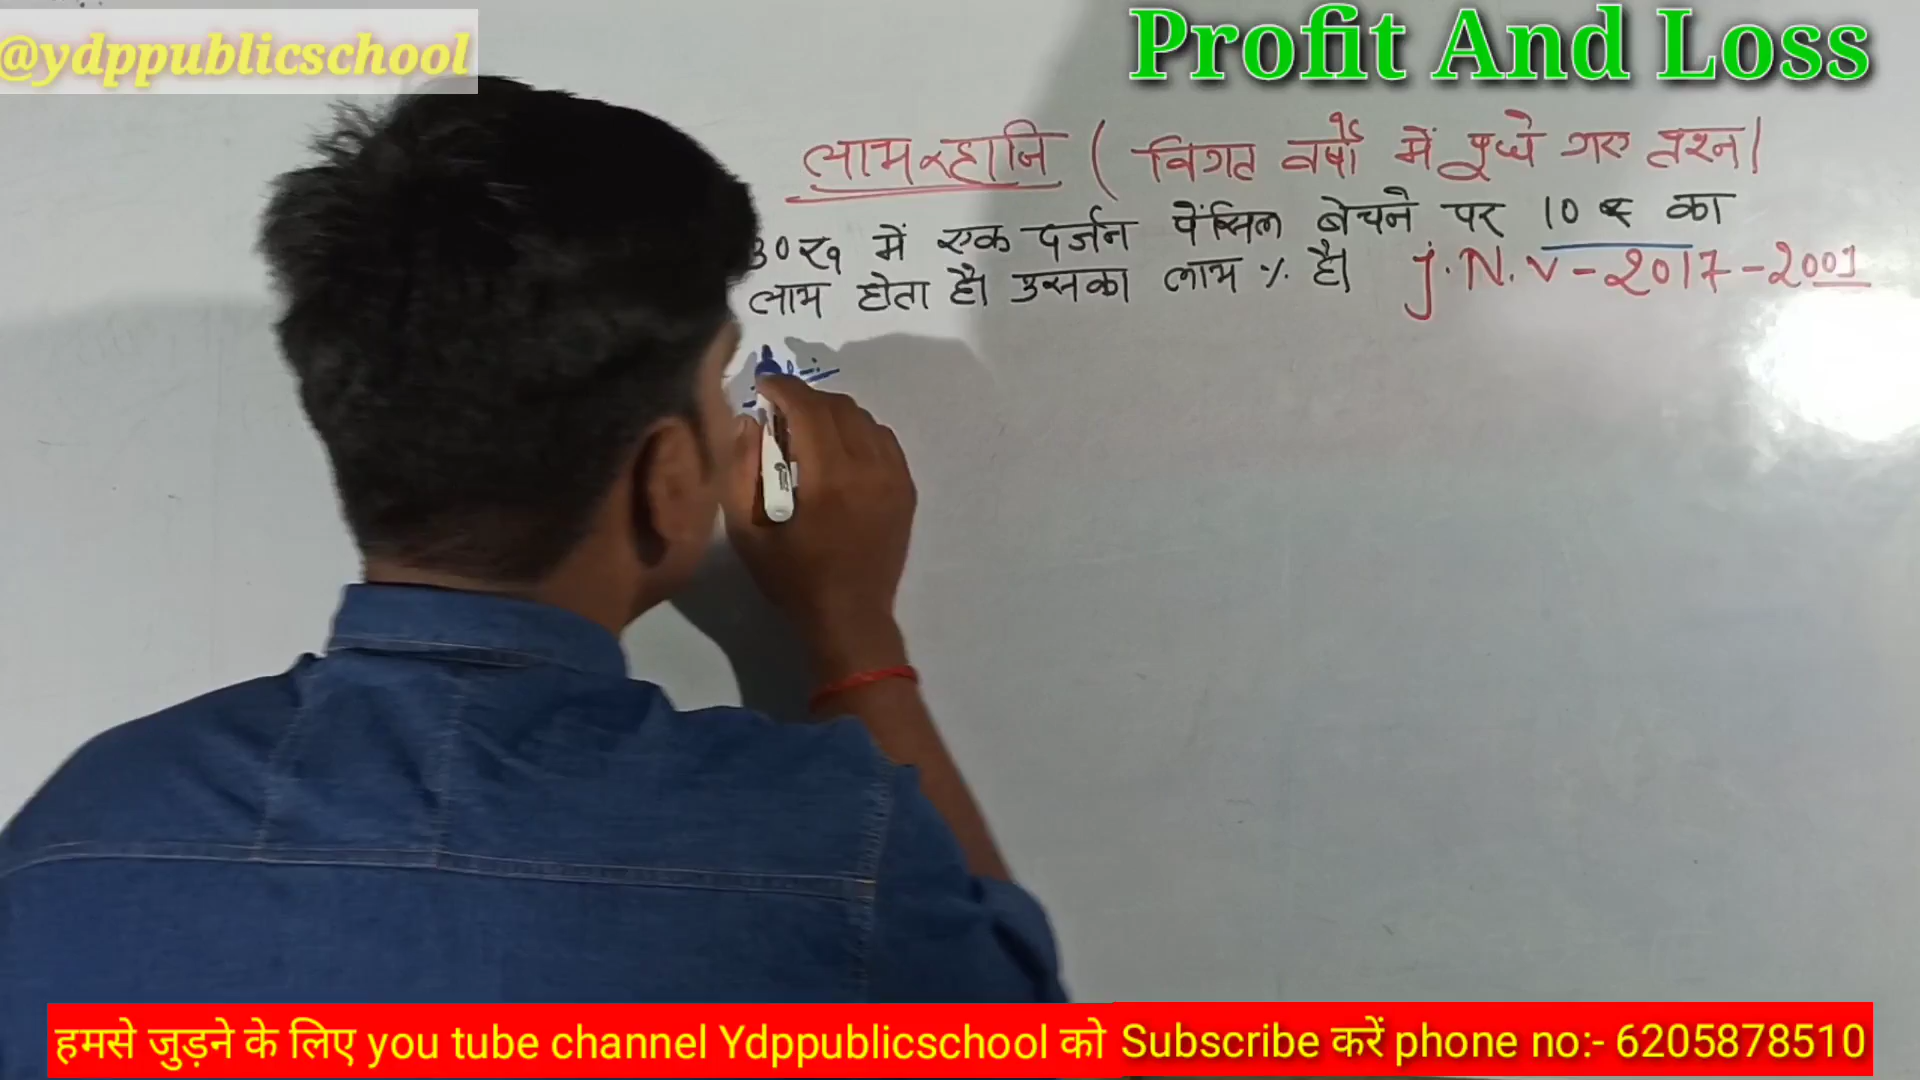 @ydppublicschool
Profit And Loss
लाभ व हानि ( विगत वर्षों में पुछे गए प्रश्न।
30रू में एक दर्जन पेंसिल बेचने पर 10 रू का
लाभ होता है। उसका लाभ % है। J.N.V-2017-2001
हमसे जुड़ने के लिए you tube channel Ydppublicschool को Subscribe करें phone no:- 6205878510